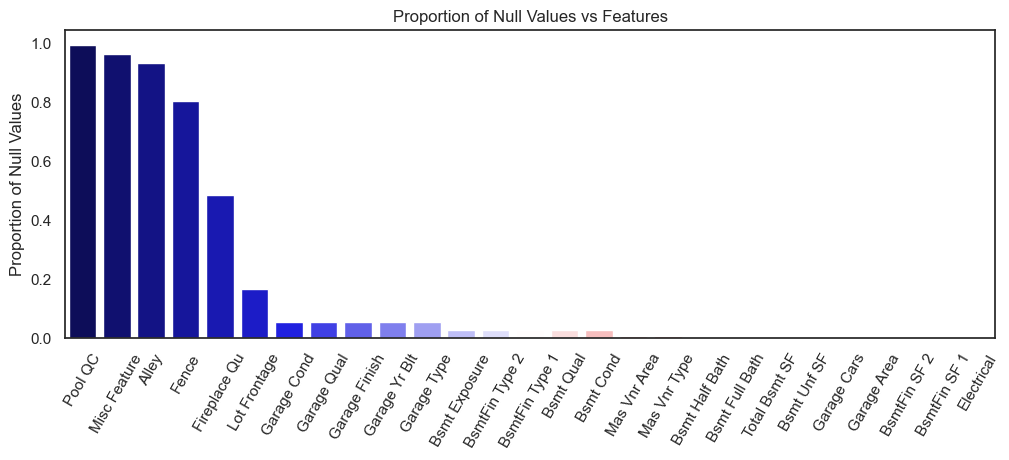 Proportion of Null Values vs Features
Proportion of Null Values
1.0
0.8
0.6
0.4
0.2
0.0
Pool QC
Misc Feature
Alley
Fence
Fireplace Qu
Lot Frontage
Garage Cond
Garage Qual
Garage Finish
Garage Yr Blt
Garage Type
Bsmt Exposure
BsmtFin Type 2
BsmtFin Type 1
Bsmt Qual
Bsmt Cond
Mas Vnr Area
Mas Vnr Type
Bsmt Half Bath
Bsmt Full Bath
Total Bsmt SF
Bsmt Unf SF
Garage Cars
Garage Area
BsmtFin SF 2
BsmtFin SF 1
Electrical